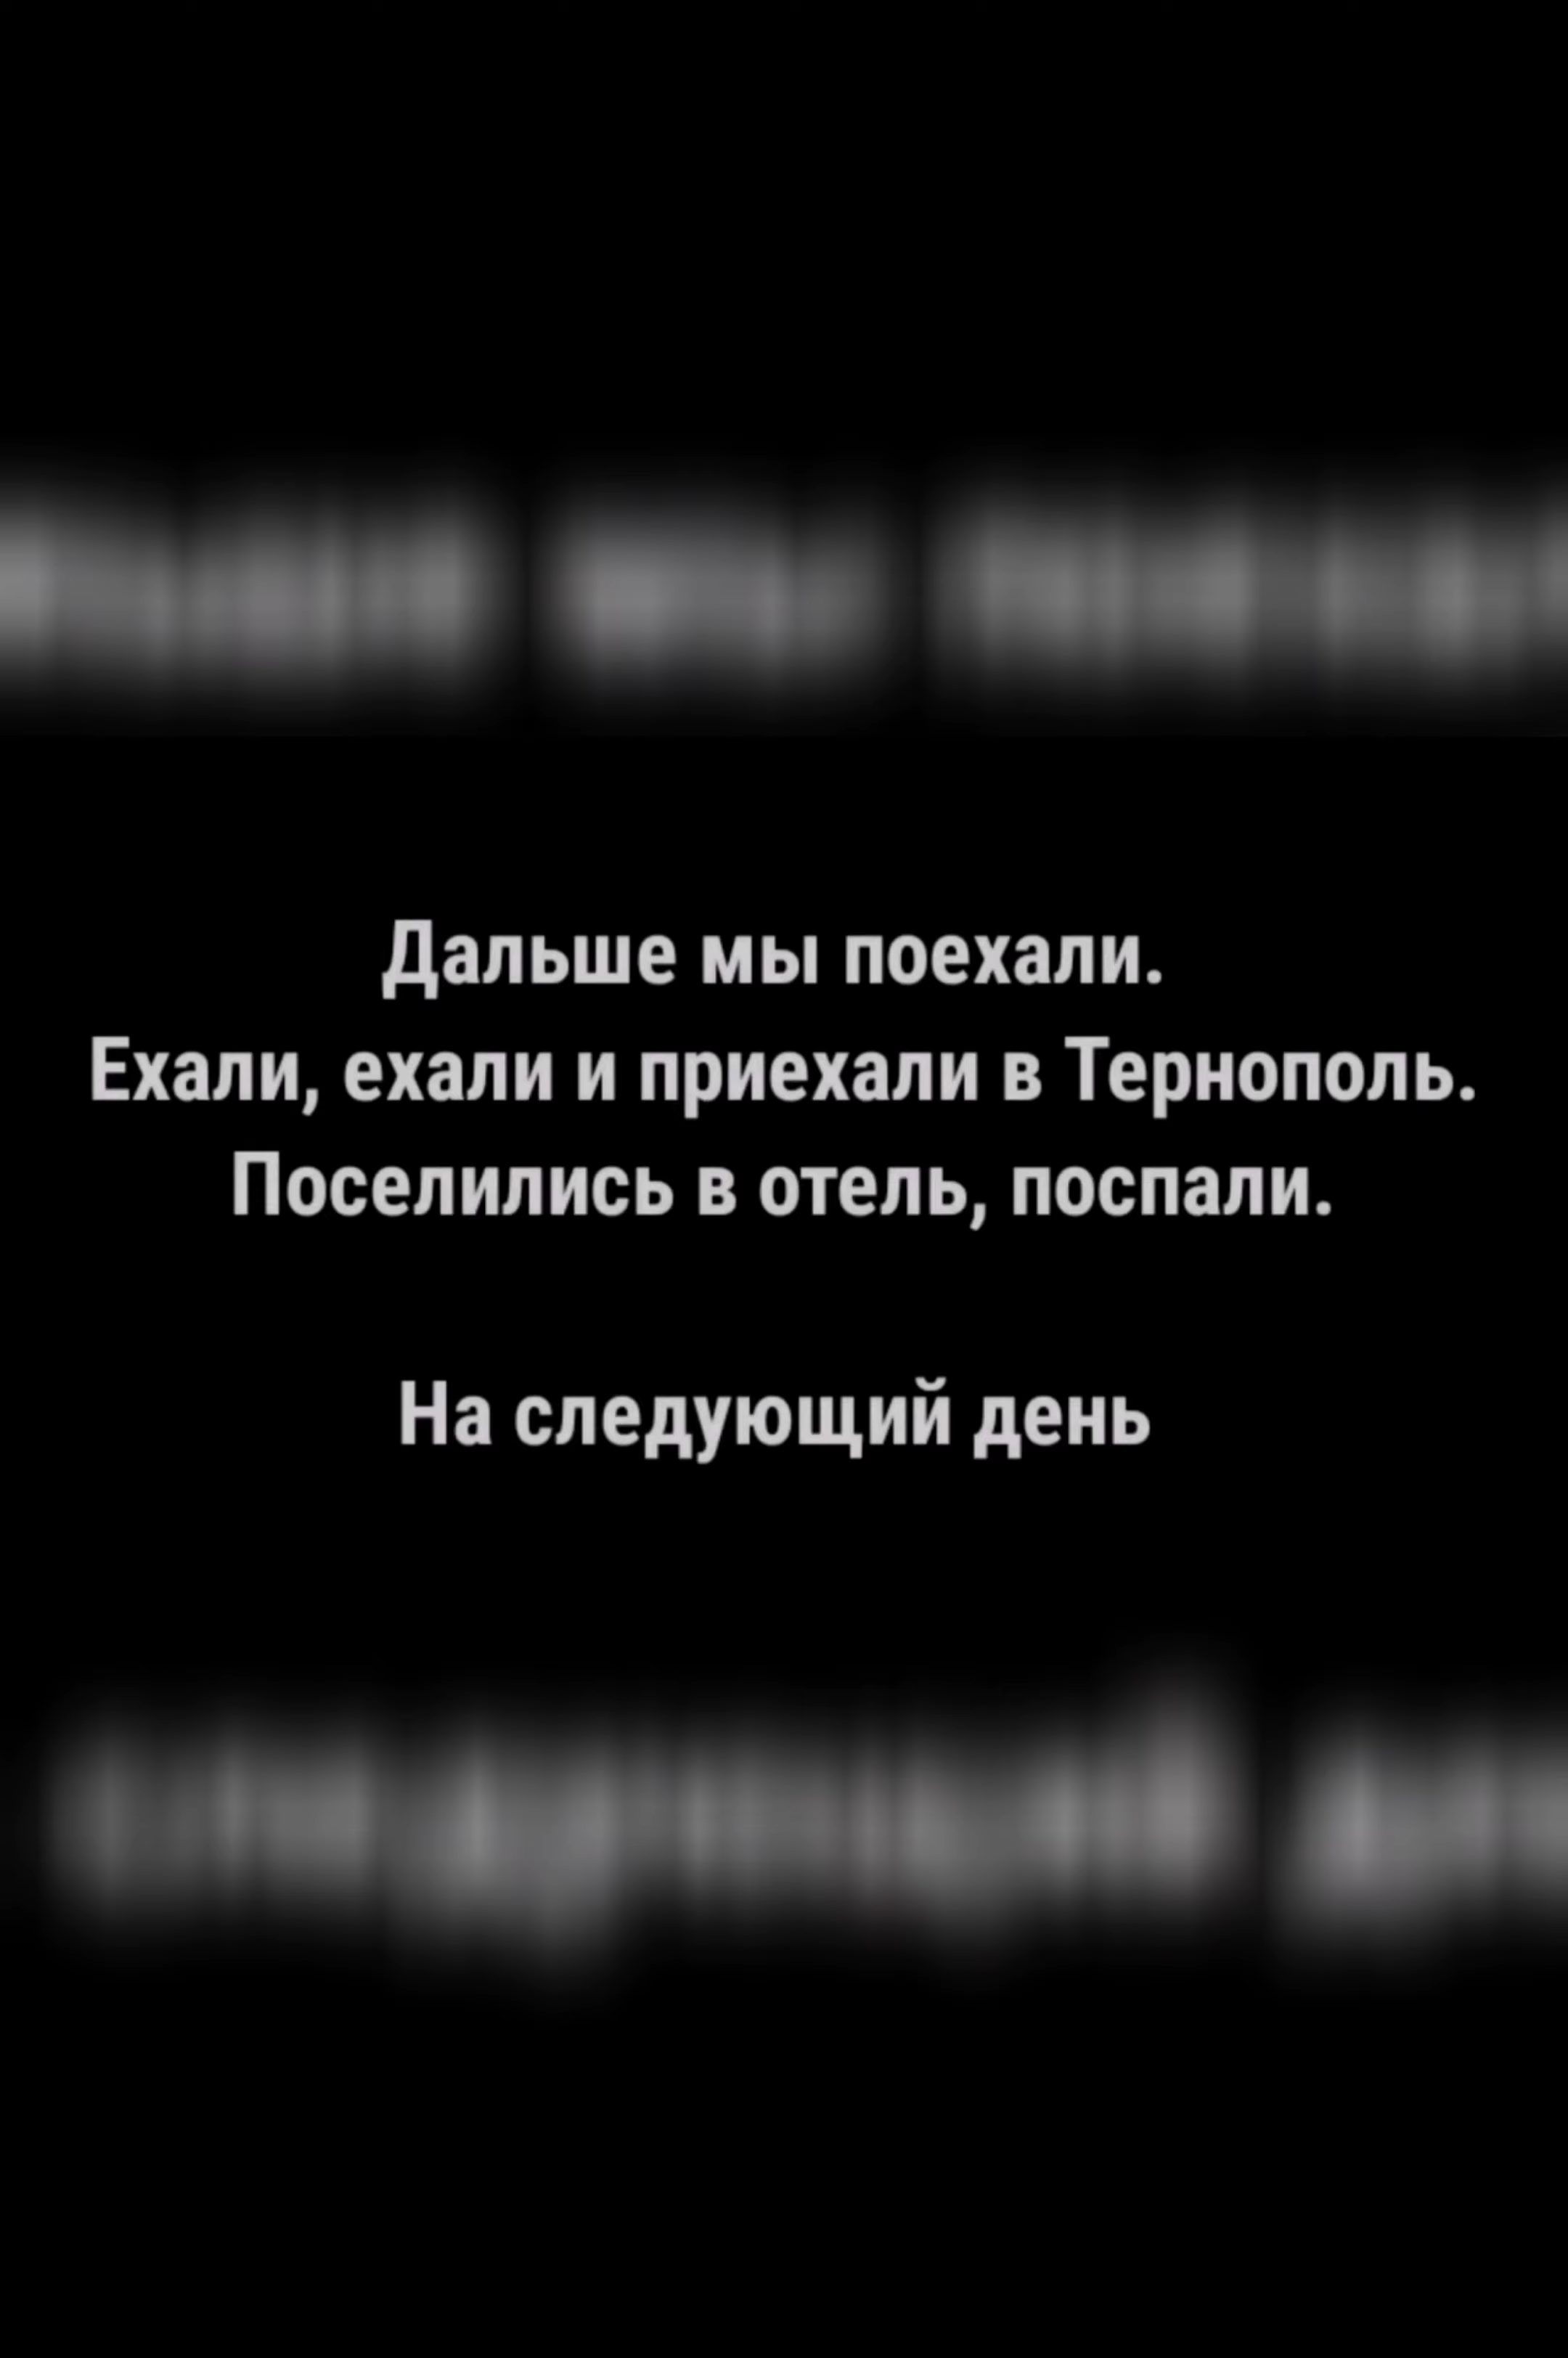 Дальше мы поехали.
Ехали, ехали и приехали в Тернополь.
Поселились в отель, поспали.
На следующий день